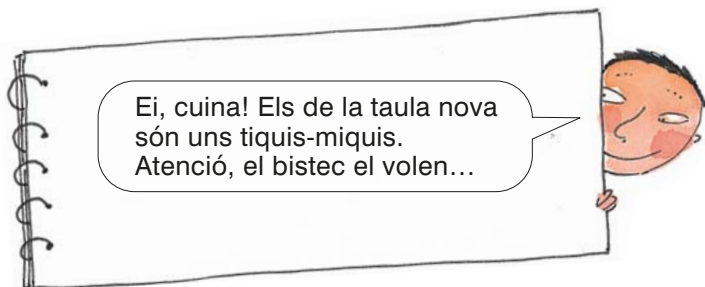 Ei, cuina! Els de la taula nova
són uns tiquis-miquis.
Atenció, el bistec el volen…